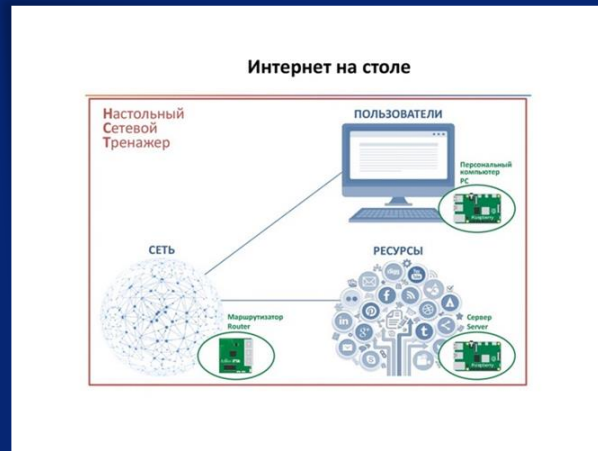 Интернет на столе
Настольный
Сетевой
Тренажер
ПОЛЬЗОВАТЕЛИ
Персональный
компьютер
PC
СЕТЬ
РЕСУРСЫ
Маршрутизатор
Router
Сервер
Server